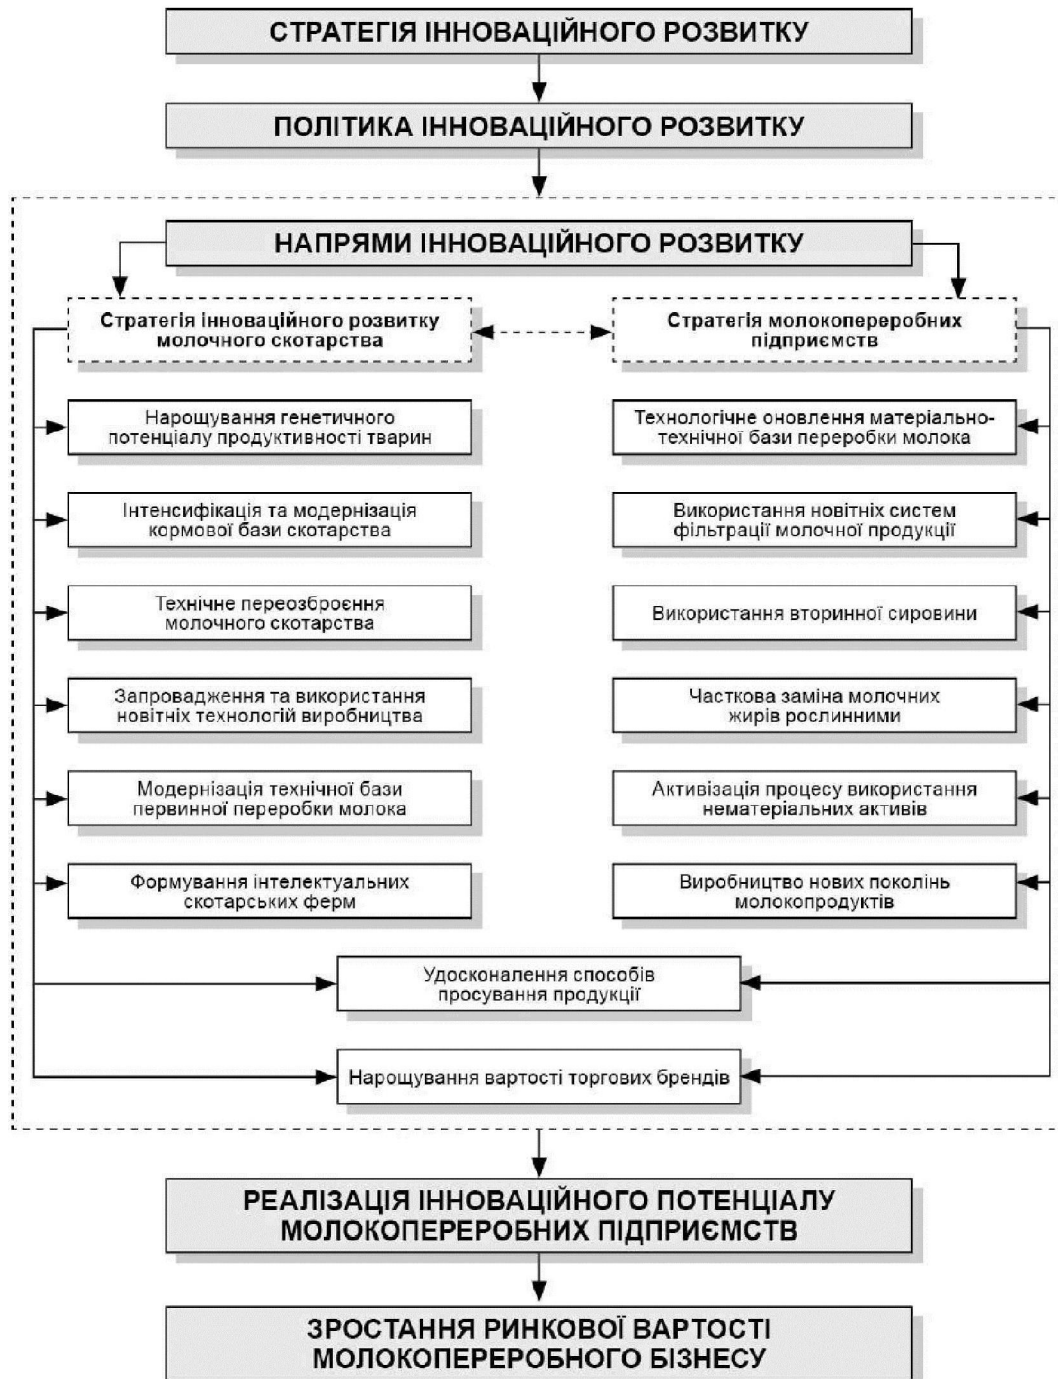 СТРАТЕГІЯ ІННОВАЦІЙНОГО РОЗВИТКУ
ПОЛІТИКА ІННОВАЦІЙНОГО РОЗВИТКУ
НАПРЯМИ ІННОВАЦІЙНОГО РОЗВИТКУ
Стратегія інноваційного розвитку
молочного скотарства
Стратегія молокопереробних
підприємств
Нарощування генетичного
потенціалу продуктивності тварин
Технологічне оновлення матеріально-
технічної бази переробки молока
Інтенсифікація та модернізація
кормової бази скотарства
Використання новітніх систем
фільтрації молочної продукції
Технічне переозброєння
молочного скотарства
Використання вторинної сировини
Запровадження та використання
новітніх технологій виробництва
Часткова заміна молочних
жирів рослинними
Модернізація технічної бази
первинної переробки молока
Активізація процесу використання
нематеріальних активів
Формування інтелектуальних
скотарських ферм
Виробництво нових поколінь
молокопродуктів
Удосконалення способів
просування продукції
Нарощування вартості торгових брендів
РЕАЛІЗАЦІЯ ІННОВАЦІЙНОГО ПОТЕНЦІАЛУ
МОЛОКОПЕРЕРОБНИХ ПІДПРИЄМСТВ
ЗРОСТАННЯ РИНКОВОЇ ВАРТОСТІ
МОЛОКОПЕРЕРОБНОГО БІЗНЕСУ